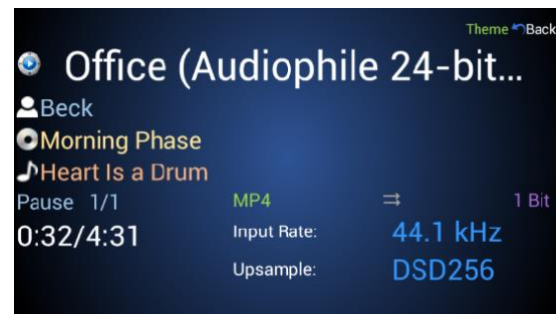 Theme Back
Office (Audiophile 24-bit...
Beck
Morning Phase
Heart Is a Drum
Pause 1/1 MP4 ⇉ 1 Bit
0:32/4:31 Input Rate: 44.1 kHz
Upsample: DSD256